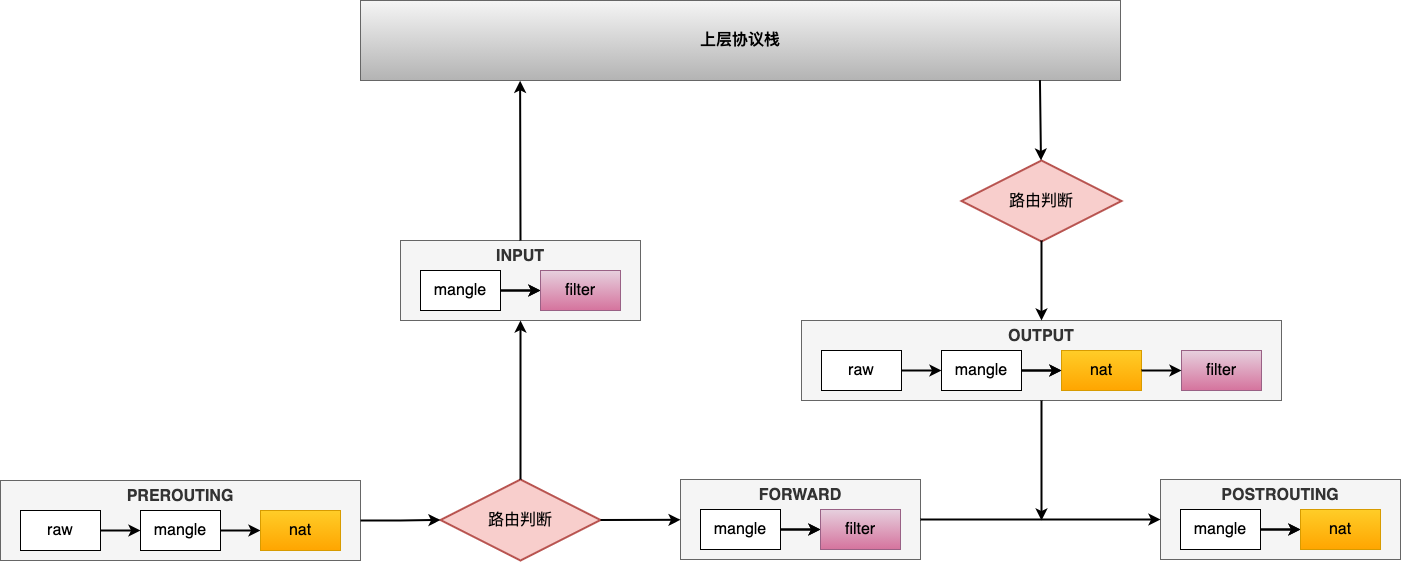 上层协议栈
路由判断
INPUT
mangle
filter
OUTPUT
raw
mangle
nat
filter
PREROUTING
raw
mangle
nat
路由判断
FORWARD
mangle
filter
POSTROUTING
mangle
nat